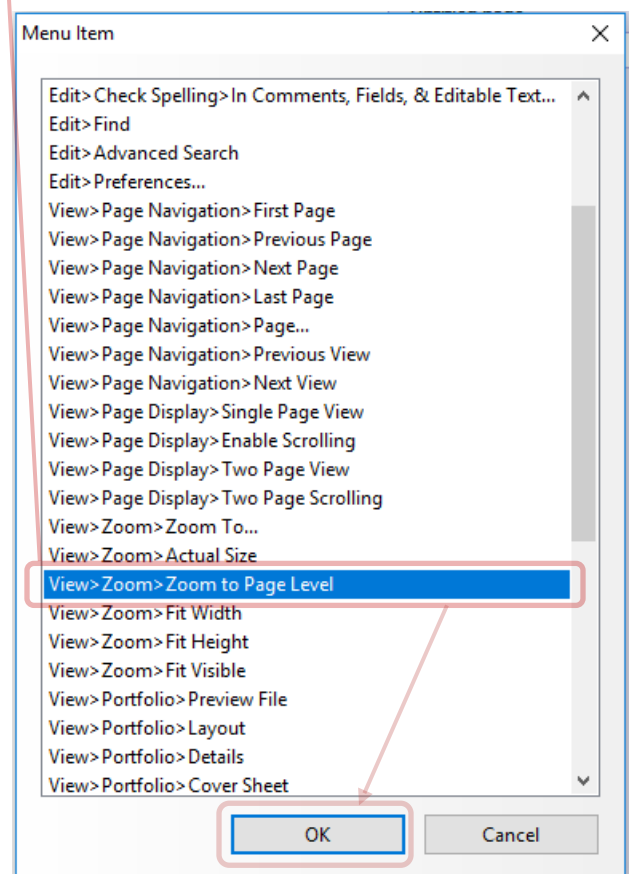 Menu Item
Edit>Check Spelling>In Comments, Fields, & Editable Text...
Edit>Find
Edit>Advanced Search
Edit>Preferences...
View>Page Navigation>First Page
View>Page Navigation>Previous Page
View>Page Navigation>Next Page
View>Page Navigation>Last Page
View>Page Navigation>Page...
View>Page Navigation>Previous View
View>Page Navigation>Next View
View>Page Display>Single Page View
View>Page Display>Enable Scrolling
View>Page Display>Two Page View
View>Page Display>Two Page Scrolling
View>Zoom>Zoom To...
View>Zoom>Actual Size
View>Zoom>Zoom to Page Level
View>Zoom>Fit Width
View>Zoom>Fit Height
View>Zoom>Fit Visible
View>Portfolio>Preview File
View>Portfolio>Layout
View>Portfolio>Details
View>Portfolio>Cover Sheet
OK Cancel